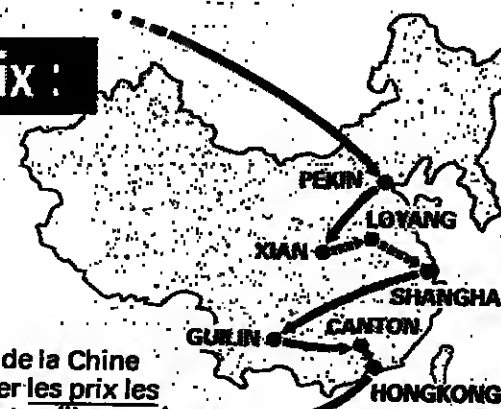 ix :
PEKIN
LOYANG
XIAN
SHANGHA
GUILIN
CANTON
de la Chine
er les prix les
HONGKONG